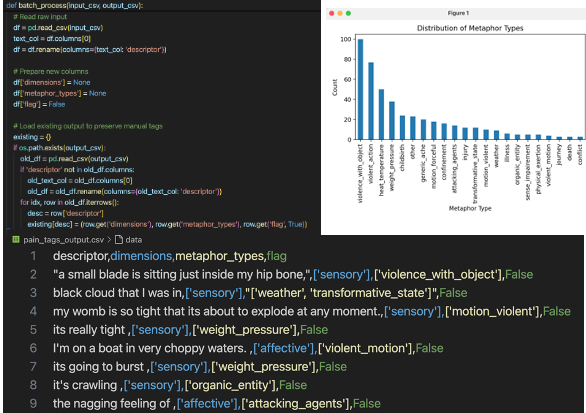 def batch_process(input_csv, output_csv):
# Read raw input
df = pd.read_csv(input_csv)
text_col = df.columns[0]
df = df.rename(columns={text_col: 'descriptor'})
# Prepare new columns
df['dimensions'] = None
df['metaphor_types'] = None
df['flag'] = False
# Load existing output to preserve manual tags
existing = {}
if os.path.exists(output_csv):
old_df = pd.read_csv(output_csv)
if 'descriptor' not in old_df.columns:
old_text_col = old_df.columns[0]
old_df = old_df.rename(columns={old_text_col: 'descriptor'})
for idx, row in old_df.iterrows():
desc = row['descriptor']
existing[desc] = (row.get('dimensions'), row.get('metaphor_types'), row.get('flag', True))
Figure 1
Distribution of Metaphor Types
Count
100
80
60
40
20
0
violence_with_object
violent_action
heat_temperature
weight_pressure
childbirth
other
generic_ache
motion_forceful
confinement
attacking_agents
injury
transformative_state
motion_violent
weather
illness
organic_entity
sense_impairment
physical_exertion
violent_motion
journey
death
conflict
Metaphor Type
pain_tags_output.csv > data
1 descriptor,dimensions,metaphor_types,flag
2 "a small blade is sitting just inside my hip bone,",['sensory'],['violence_with_object'],False
3 black cloud that I was in,['sensory'],"['weather', 'transformative_state']",False
4 my womb is so tight that its about to explode at any moment.,['sensory'],['motion_violent'],False
5 its really tight ,['sensory'],['weight_pressure'],False
6 I'm on a boat in very choppy waters. ,['affective'],['violent_motion'],False
7 its going to burst ,['sensory'],['weight_pressure'],False
8 it's crawling ,['sensory'],['organic_entity'],False
9 the nagging feeling of ,['affective'],['attacking_agents'],False